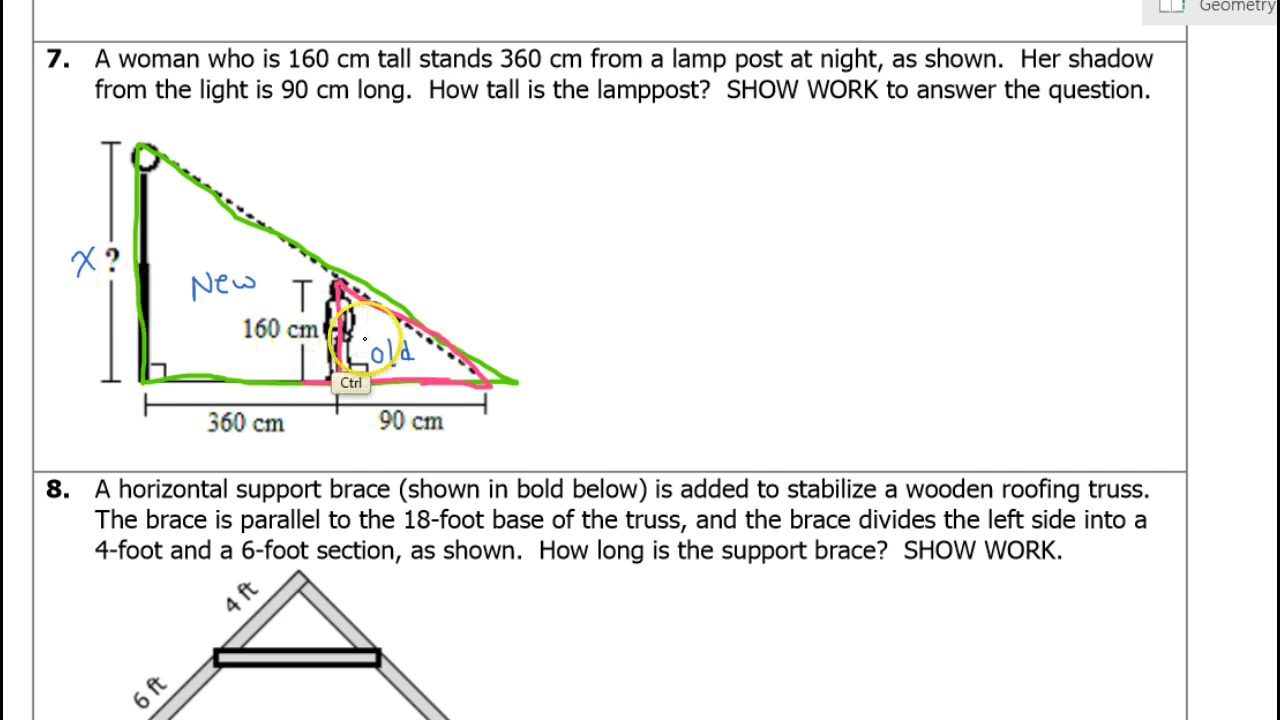 Geometry
7. A woman who is 160 cm tall stands 360 cm from a lamp post at night, as shown. Her shadow
from the light is 90 cm long. How tall is the lamppost? SHOW WORK to answer the question.
x ?
New
160 cm
old
Ctrl
360 cm
90 cm
8. A horizontal support brace (shown in bold below) is added to stabilize a wooden roofing truss.
The brace is parallel to the 18-foot base of the truss, and the brace divides the left side into a
4-foot and a 6-foot section, as shown. How long is the support brace? SHOW WORK.
4 ft
6 ft